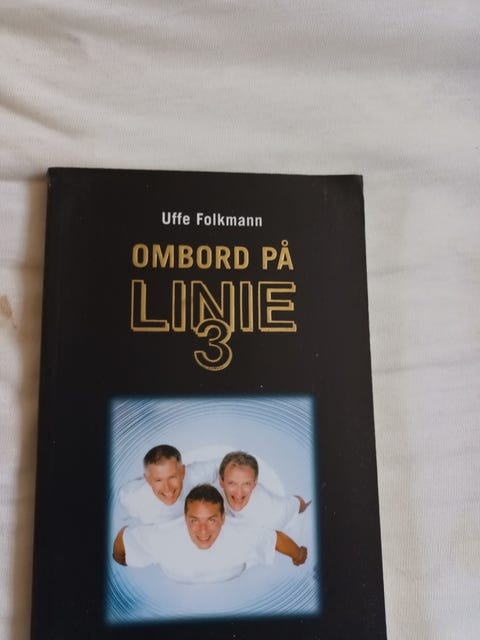 Uffe Folkmann
OMBORD PÅ
LINIE
3